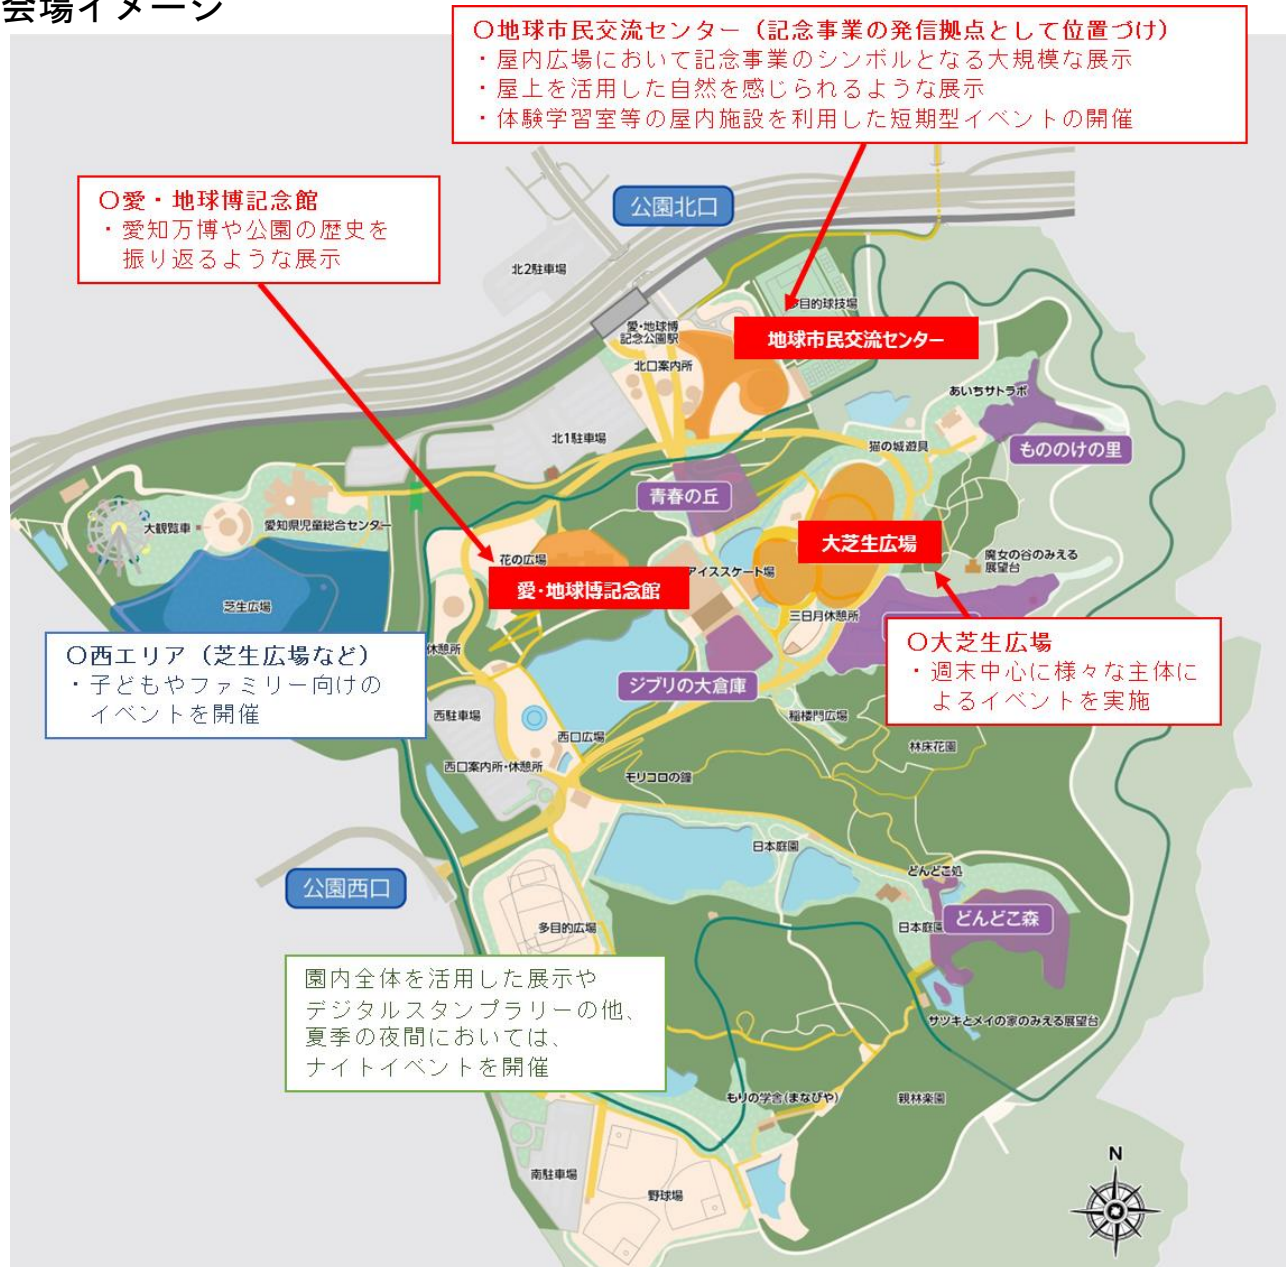 会場イメージ
〇地球市民交流センター（記念事業の発信拠点として位置づけ）
・屋内広場において記念事業のシンボルとなる大規模な展示
・屋上を活用した自然を感じられるような展示
・体験学習室等の屋内施設を利用した短期型イベントの開催
〇愛・地球博記念館
・愛知万博や公園の歴史を
振り返るような展示
公園北口
北2駐車場
多目的球技場
愛・地球博
記念公園駅
地球市民交流センター
北口案内所
あいちサトラボ
北1駐車場
猫の城遊具
もののけの里
青春の丘
大観覧車
愛知県児童総合センター
大芝生広場
花の広場
魔女の谷のみえる
展望台
アイススケート場
愛・地球博記念館
芝生広場
三日月休憩所
〇西エリア（芝生広場など）
・子どもやファミリー向けの
イベントを開催
休憩所
〇大芝生広場
・週末中心に様々な主体に
よるイベントを実施
ジブリの大倉庫
西駐車場
西口広場
稲楼門広場
林床花園
西口案内所・休憩所
モリコロの鐘
日本庭園
どんどこ処
公園西口
多目的広場
日本庭園
どんどこ森
園内全体を活用した展示や
デジタルスタンプラリーの他、
夏季の夜間においては、
ナイトイベントを開催
サツキとメイの家のみえる展望台
もりの学舎(まなびや)
親林楽園
南駐車場
野球場
N